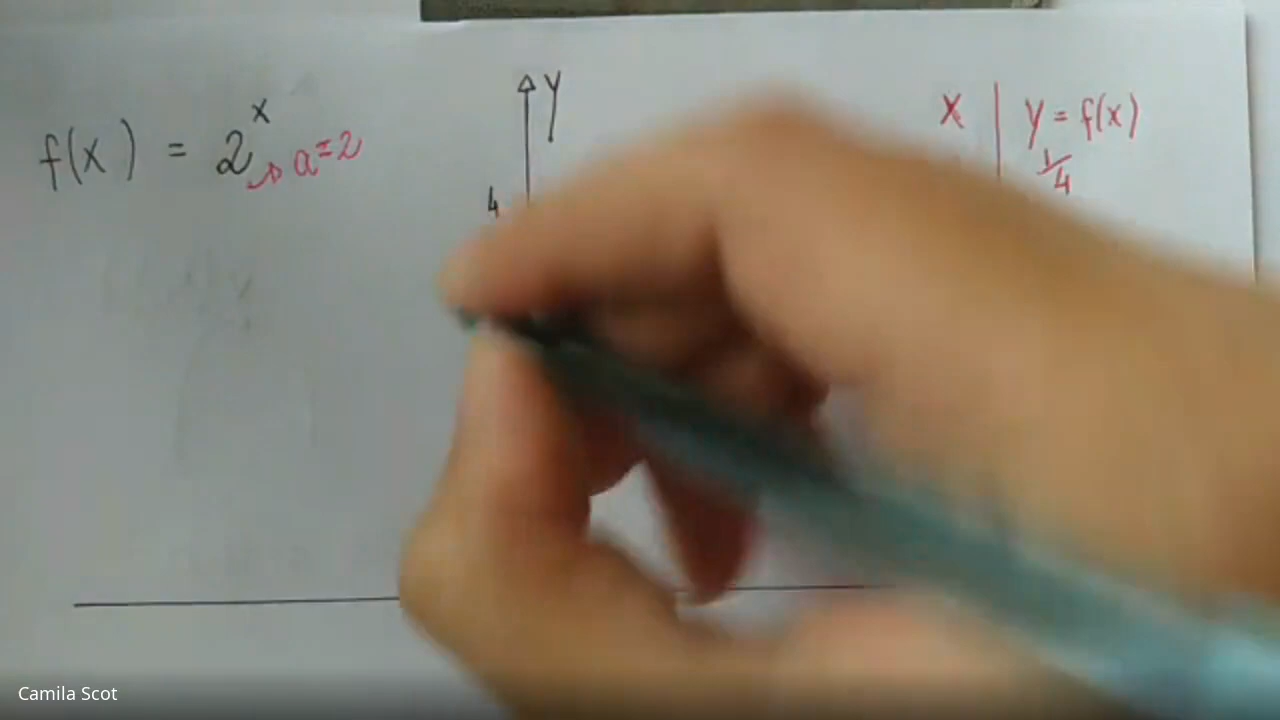 f(x) = 2^x → a=2
y
4
x | y = f(x)
1/4
Camila Scot